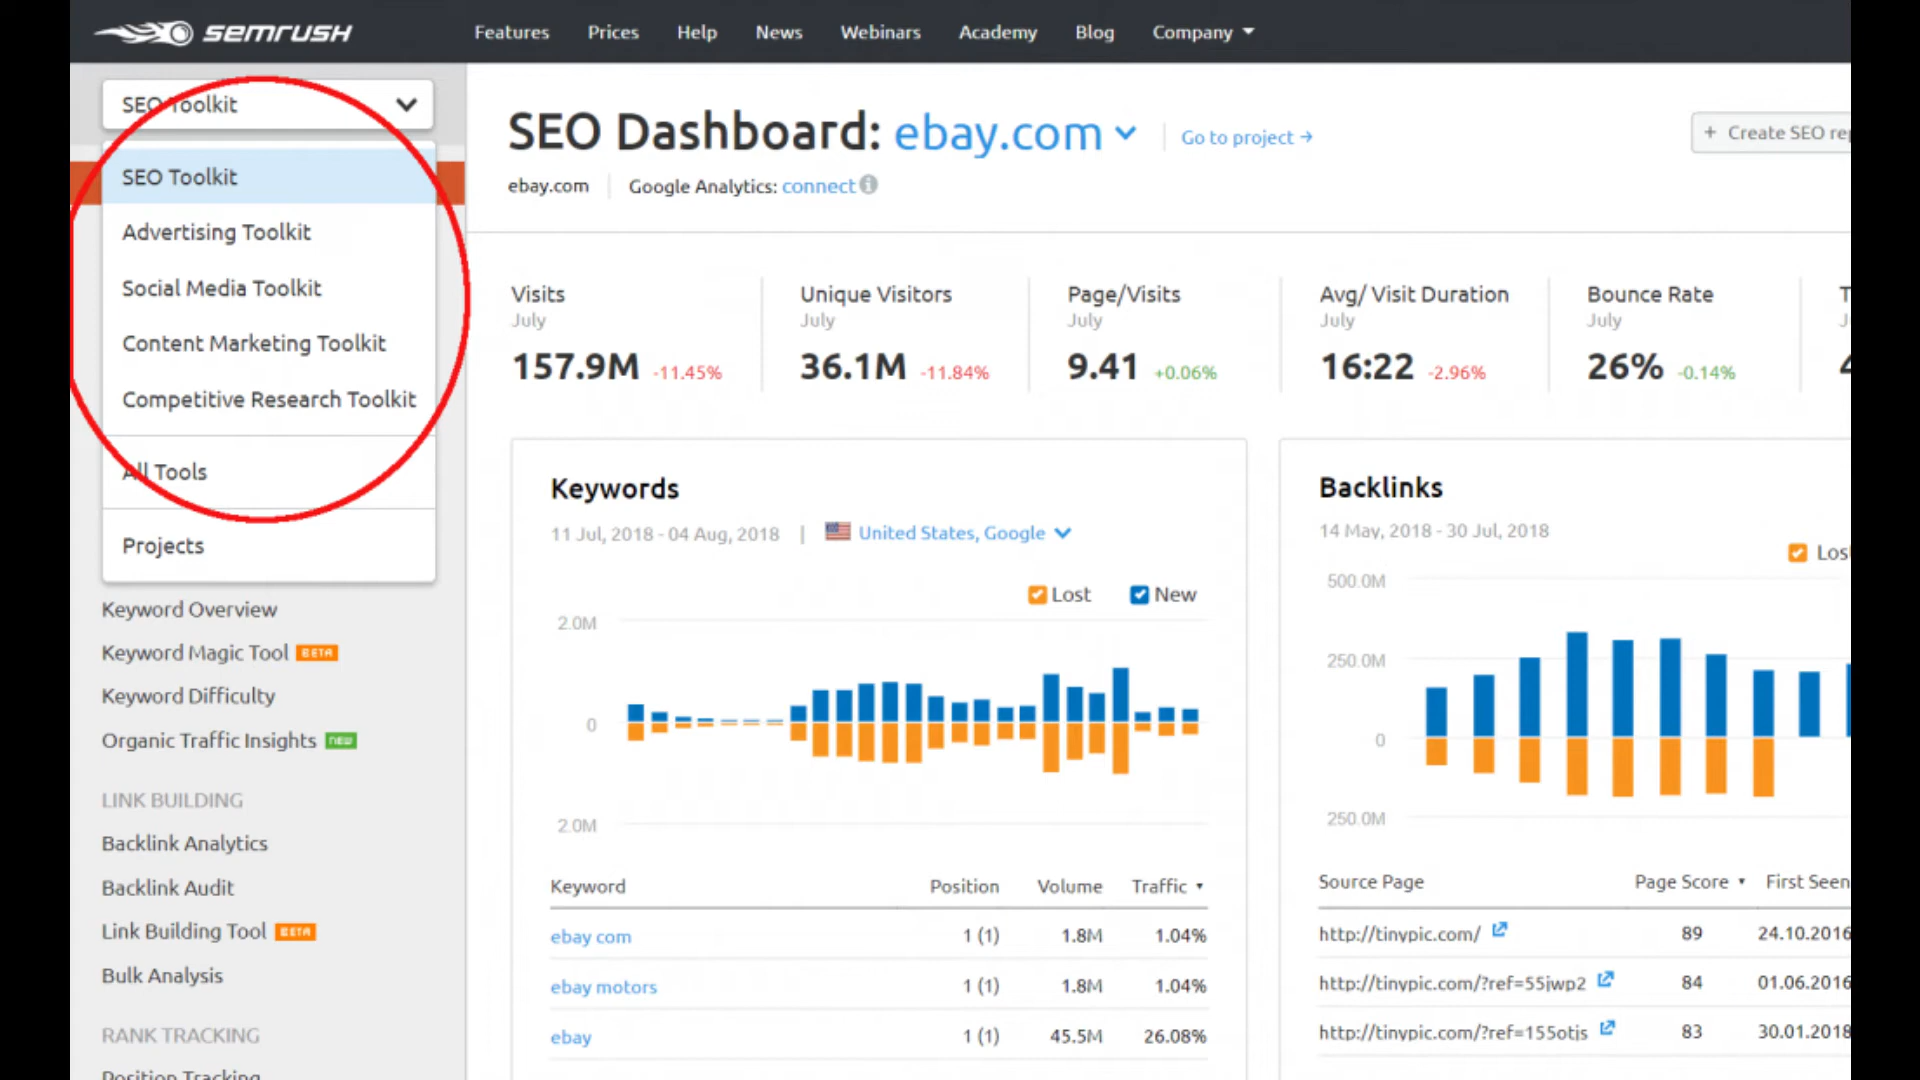 semrush
Features Prices Help News Webinars Academy Blog Company
SEO Toolkit
SEO Toolkit
Advertising Toolkit
Social Media Toolkit
Content Marketing Toolkit
Competitive Research Toolkit
All Tools
Projects
Keyword Overview
Keyword Magic Tool BETA
Keyword Difficulty
Organic Traffic Insights new
LINK BUILDING
Backlink Analytics
Backlink Audit
Link Building Tool BETA
Bulk Analysis
RANK TRACKING
Position Tracking
SEO Dashboard: ebay.com Go to project →
+ Create SEO
ebay.com Google Analytics: connect i
Visits
July
157.9M -11.45%
Unique Visitors
July
36.1M -11.84%
Page/Visits
July
9.41 +0.06%
Avg/ Visit Duration
July
16:22 -2.96%
Bounce Rate
July
26% -0.14%
Keywords
11 Jul, 2018 - 04 Aug, 2018 | United States, Google
Lost New
2.0M
0
2.0M
Keyword Position Volume Traffic
ebay com 1 (1) 1.8M 1.04%
ebay motors 1 (1) 1.8M 1.04%
ebay 1 (1) 45.5M 26.08%
Backlinks
14 May, 2018 - 30 Jul, 2018
Lost
500.0M
250.0M
0
250.0M
Source Page Page Score First Seen
http://tinypic.com/ 89 24.10.2016
http://tinypic.com/?ref=55jwp2 84 01.06.2016
http://tinypic.com/?ref=155otjs 83 30.01.2018